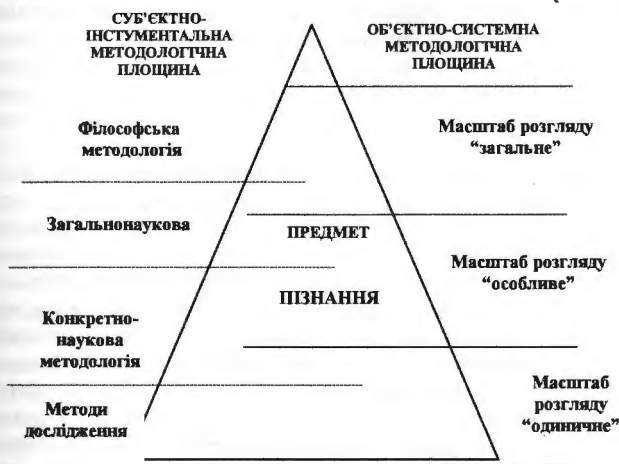 СУБ’ЄКТНО-
ІНСТУМЕНТАЛЬНА
МЕТОДОЛОГІЧНА
ПЛОЩИНА
ОБ’ЄКТНО-СИСТЕМНА
МЕТОДОЛОГІЧНА
ПЛОЩИНА
Філософська
методологія
Масштаб розгляду
“загальне”
Загальнонаукова
ПРЕДМЕТ
Масштаб розгляду
“особливе”
ПІЗНАННЯ
Конкретно-
наукова
методологія
Масштаб
розгляду
“одиничне”
Методи
дослідження